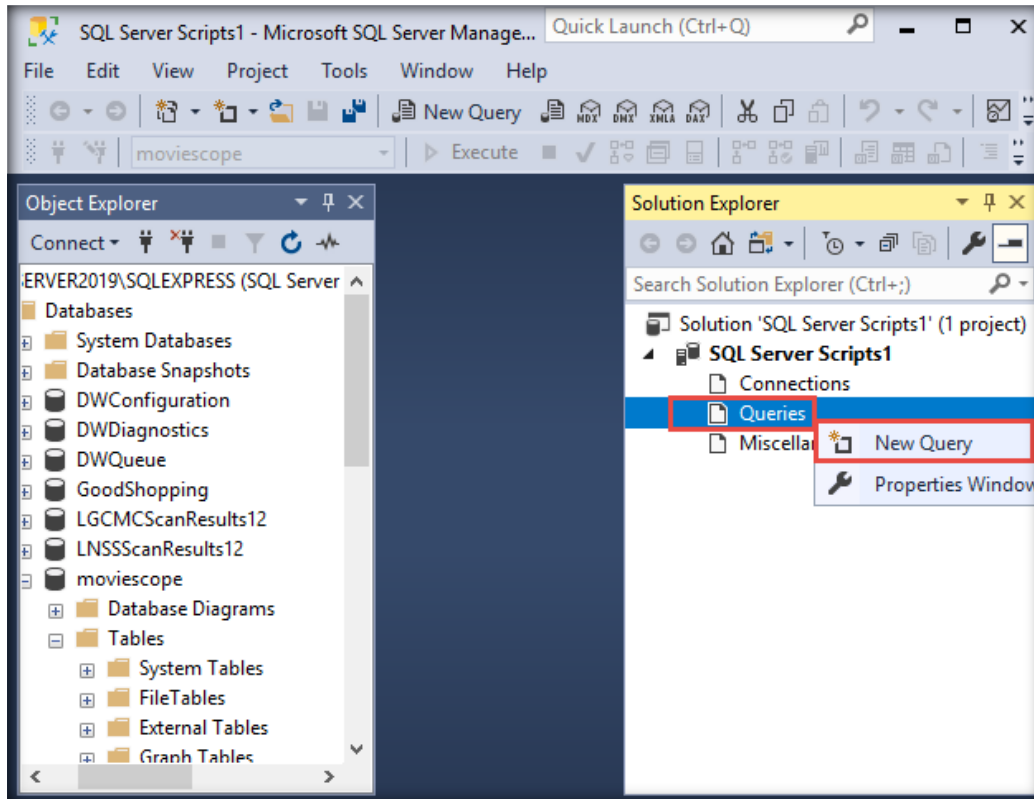 SQL Server Scripts1 - Microsoft SQL Server Manage...
Quick Launch (Ctrl+Q)
File Edit View Project Tools Window Help
New Query MDX DMX XMLA DAX
moviescope Execute
Object Explorer
Connect
ERVER2019\SQLEXPRESS (SQL Server
Databases
System Databases
Database Snapshots
DWConfiguration
DWDiagnostics
DWQueue
GoodShopping
LGCMCScanResults12
LNSSScanResults12
moviescope
Database Diagrams
Tables
System Tables
FileTables
External Tables
Graph Tables
Solution Explorer
Search Solution Explorer (Ctrl+;)
Solution 'SQL Server Scripts1' (1 project)
SQL Server Scripts1
Connections
Queries
Miscella
New Query
Properties Window